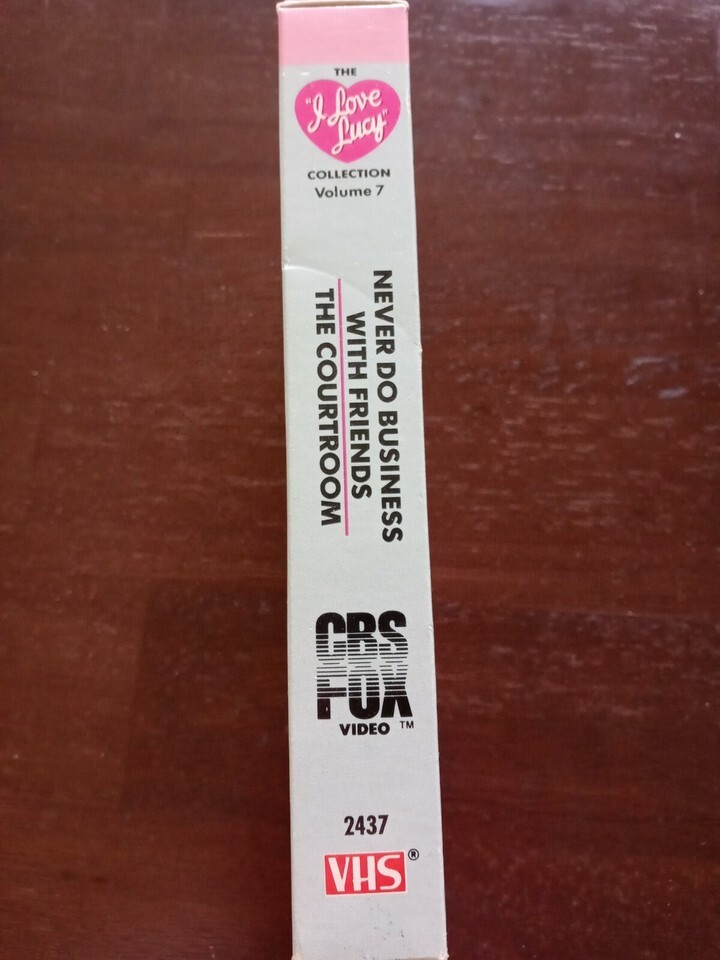 THE
"I Love
Lucy"
COLLECTION
Volume 7
NEVER DO BUSINESS
WITH FRIENDS
THE COURTROOM
CBS
FOX
VIDEO ™
2437
VHS®